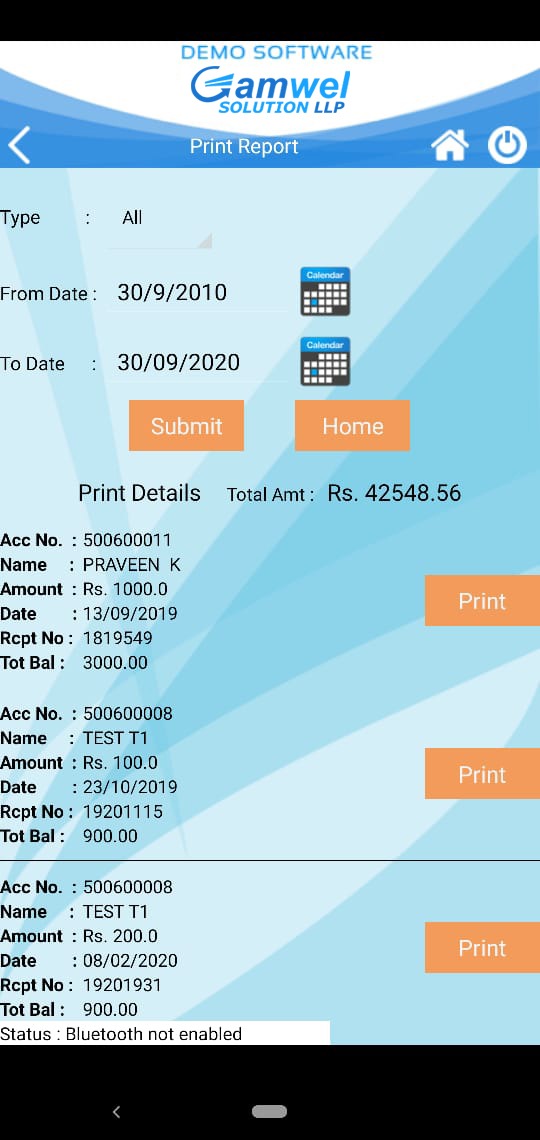 DEMO SOFTWARE
Gamwel
SOLUTION LLP
Print Report
Type : All
From Date : 30/9/2010
Calendar
To Date : 30/09/2020
Calendar
Submit Home
Print Details Total Amt : Rs. 42548.56
Acc No. : 500600011
Name : PRAVEEN K
Amount : Rs. 1000.0
Print
Date : 13/09/2019
Rcpt No : 1819549
Tot Bal : 3000.00
Acc No. : 500600008
Name : TEST T1
Amount : Rs. 100.0
Print
Date : 23/10/2019
Rcpt No : 19201115
Tot Bal : 900.00
Acc No. : 500600008
Name : TEST T1
Amount : Rs. 200.0
Print
Date : 08/02/2020
Rcpt No : 19201931
Tot Bal : 900.00
Status : Bluetooth not enabled